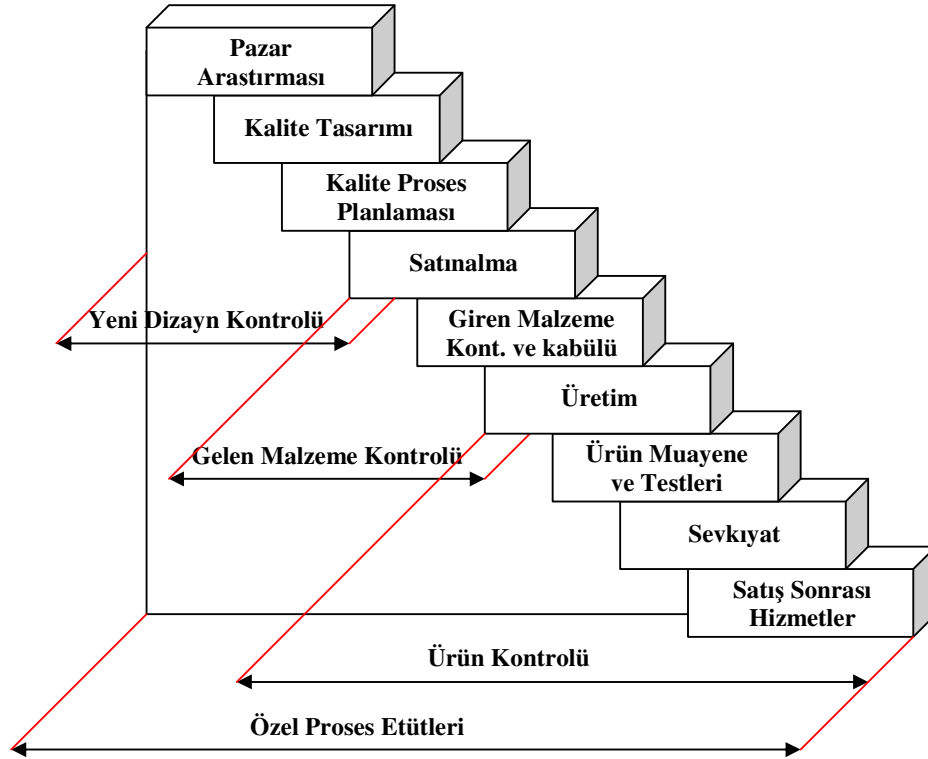 Pazar
Arastırması
Kalite Tasarımı
Kalite Proses
Planlaması
Satınalma
Yeni Dizayn Kontrolü
Giren Malzeme
Kont. ve kabülü
Üretim
Gelen Malzeme Kontrolü
Ürün Muayene
ve Testleri
Sevkıyat
Satış Sonrası
Hizmetler
Ürün Kontrolü
Özel Proses Etütleri